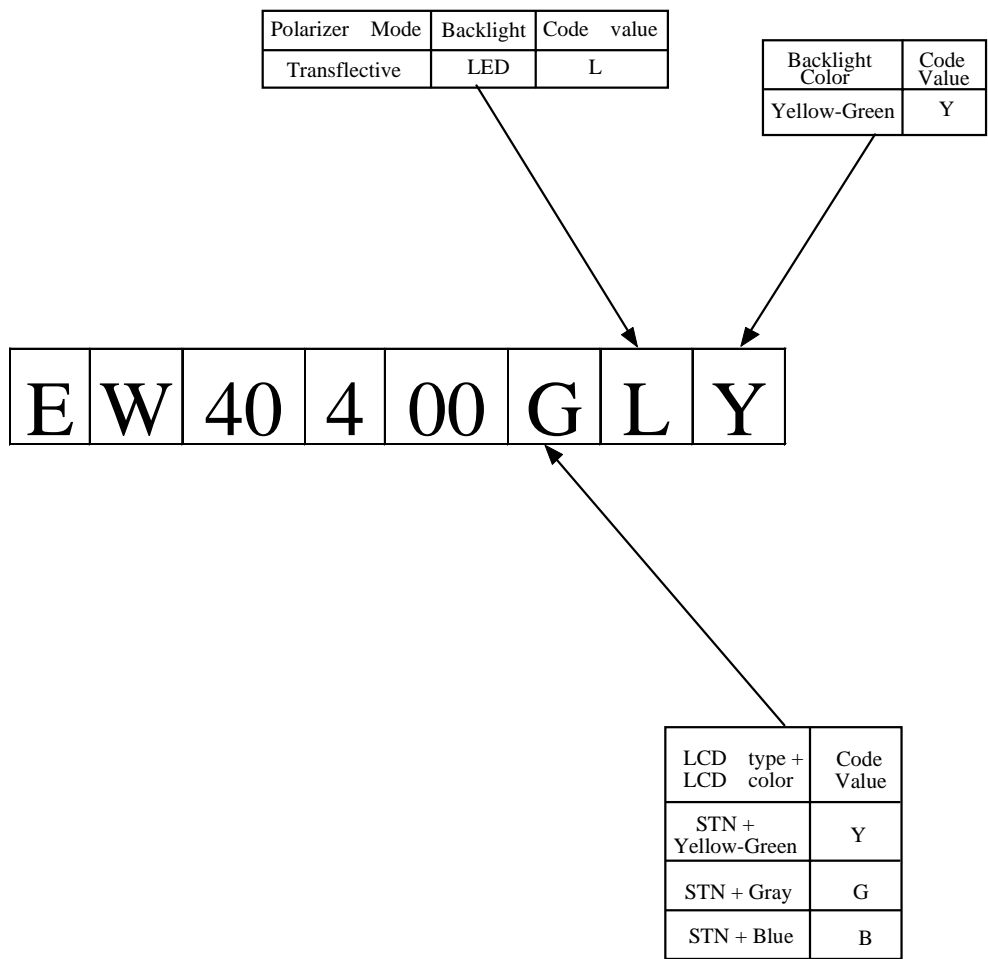 Polarizer Mode Backlight Code value
Transflective LED L
Backlight Color Code Value
Yellow-Green Y
E W 40 4 00 G L Y
LCD type + LCD color Code Value
STN + Yellow-Green Y
STN + Gray G
STN + Blue B